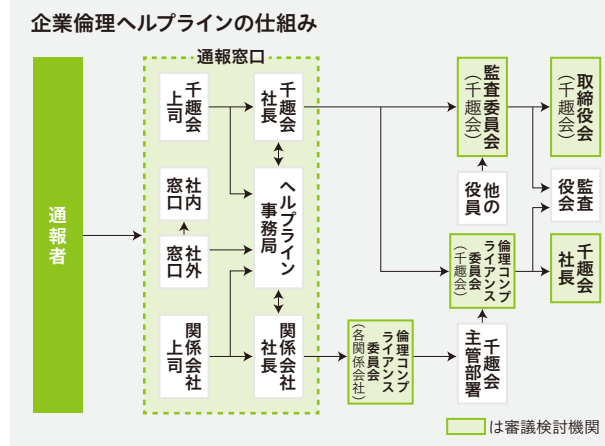 企業倫理ヘルプラインの仕組み
通報窓口
通報者
千趣会
上司
千趣会
社長
社内
窓口
社外
窓口
ヘルプライン
事務局
関係会社
上司
関係会社
社長
倫理コンプ
ライアンス
委員会
(各関係会社)
監査委員会
(千趣会)
他の
役員
倫理コンプ
ライアンス
委員会
(千趣会)
千趣会
主管部署
取締役会
(千趣会)
監査
役会
千趣会
社長
は審議検討機関